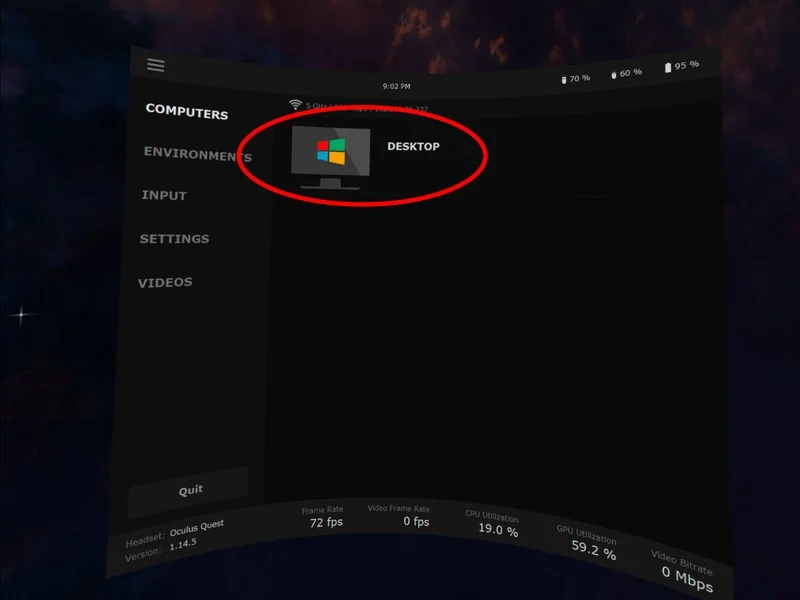 9:02 PM
70 %
60 %
95 %
COMPUTERS
5 GHz
DESKTOP
ENVIRONMENTS
INPUT
SETTINGS
VIDEOS
Quit
Headset: Oculus Quest
Version: 1.14.5
Frame Rate
72 fps
Video Frame Rate
0 fps
CPU Utilization
19.0 %
GPU Utilization
59.2 %
Video Bitrate
0 Mbps